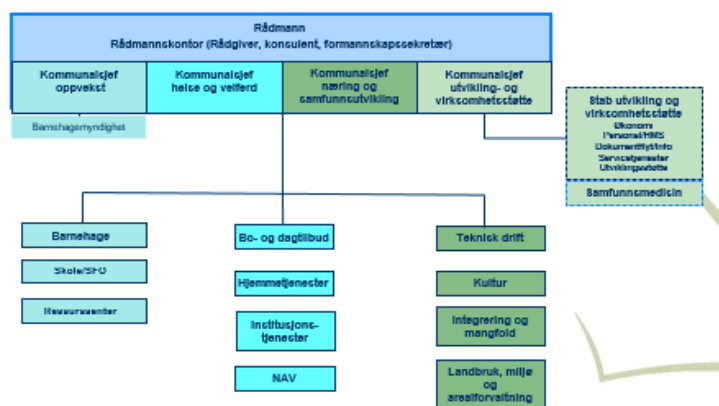 Rådmann
Rådmannskontor (Rådgiver, konsulent, formannskapssekretær)
Kommunalsjef
oppvekst
Kommunalsjef
helse og velferd
Kommunalsjef
næring og
samfunnsutvikling
Kommunalsjef
utvikling- og
virksomhetsstøtte
Barnehagemyndighet
Stab utvikling og
virksomhetsstøtte
Økonomi
Personal/HMS
Dokumentflyt/Info
Servicetjenester
Utviklingsstøtte
Samfunnsmedisin
Barnehage
Skole/SFO
Ressurssenter
Bo- og dagtilbud
Hjemmetjenester
Institusjons-
tjenester
NAV
Teknisk drift
Kultur
Integrering og
mangfold
Landbruk, miljø
og
arealforvaltning